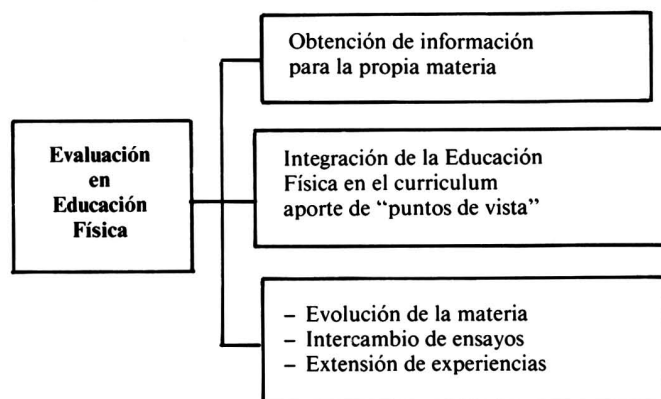 Obtención de información
para la propia materia
Evaluación
en
Educación
Física
Integración de la Educación
Física en el curriculum
aporte de “puntos de vista”
– Evolución de la materia
– Intercambio de ensayos
– Extensión de experiencias